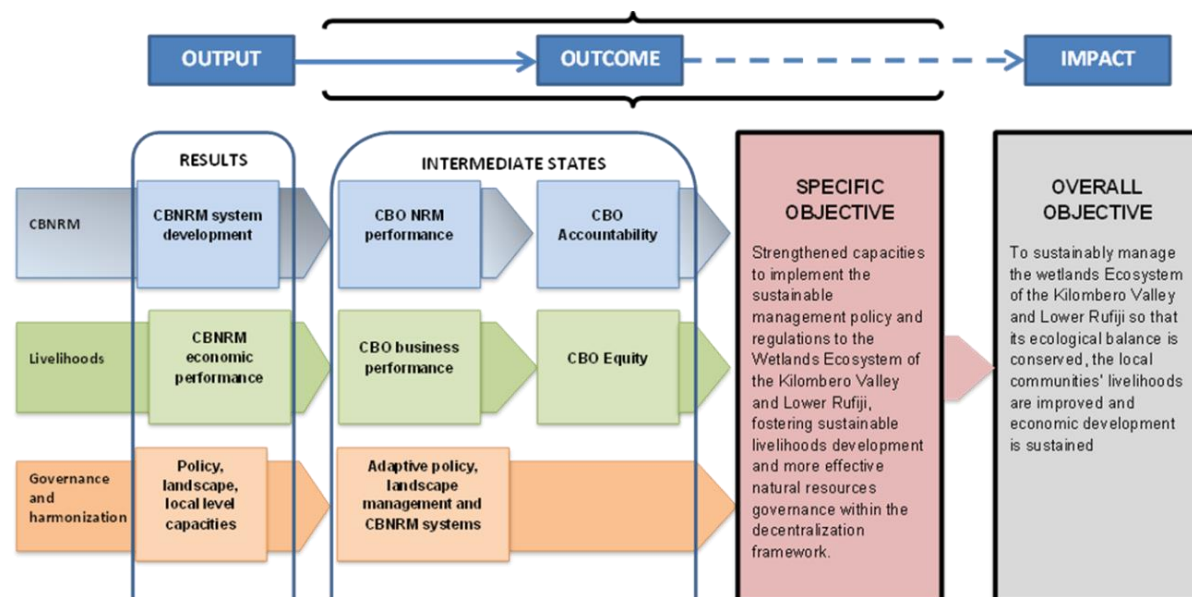 OUTPUT
OUTCOME
IMPACT
RESULTS
INTERMEDIATE STATES
CBNRM
CBNRM system
development
CBO NRM
performance
CBO
Accountability
Livelihoods
CBNRM
economic
performance
CBO business
performance
CBO Equity
Governance
and
harmonization
Policy,
landscape,
local level
capacities
Adaptive policy,
landscape
management and
CBNRM systems
SPECIFIC
OBJECTIVE
Strengthened capacities
to implement the
sustainable
management policy and
regulations to the
Wetlands Ecosystem of
the Kilombero Valley
and Lower Rufiji,
fostering sustainable
livelihoods development
and more effective
natural resources
governance within the
decentralization
framework.
OVERALL
OBJECTIVE
To sustainably manage
the wetlands Ecosystem
of the Kilombero Valley
and Lower Rufiji so that
its ecological balance is
conserved, the local
communities' livelihoods
are improved and
economic development
is sustained